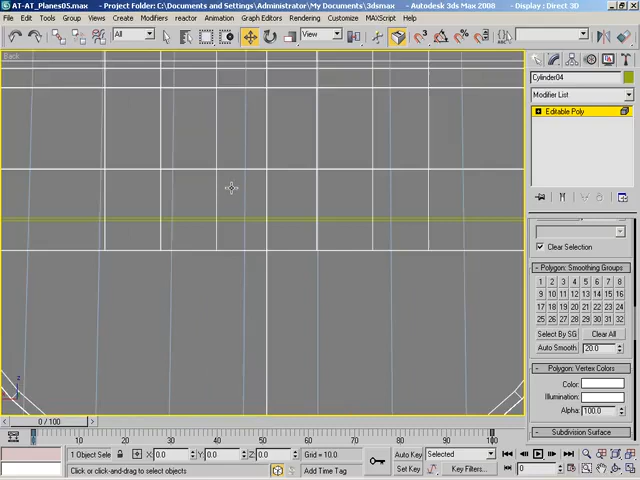 AT-AT_Planes05.max - Project Folder: C:\Documents and Settings\Administrator\My Documents\3dsmax - Autodesk 3ds Max 2008 - Display : Direct 3D
File Edit Tools Group Views Create Modifiers reactor Animation Graph Editors Rendering Customize MAXScript Help
All View
Back
Cylinder04
Modifier List
Editable Poly
Clear Selection
Polygon: Smoothing Groups
1 2 3 4 5 6 7 8
9 10 11 12 13 14 15 16
17 18 19 20 21 22 23 24
25 26 27 28 29 30 31 32
Select By SG Clear All
Auto Smooth 20.0
Polygon: Vertex Colors
Color:
Illumination:
Alpha: 100.0
Subdivision Surface
z
0 / 100
10 20 30 40 50 60 70 80 90 100
1 Object Sele X: 0.0 Y: 0.0 Z: 0.0 Grid = 10.0 Auto Key Selected
Click or click-and-drag to select objects Add Time Tag Set Key Key Filters... 0